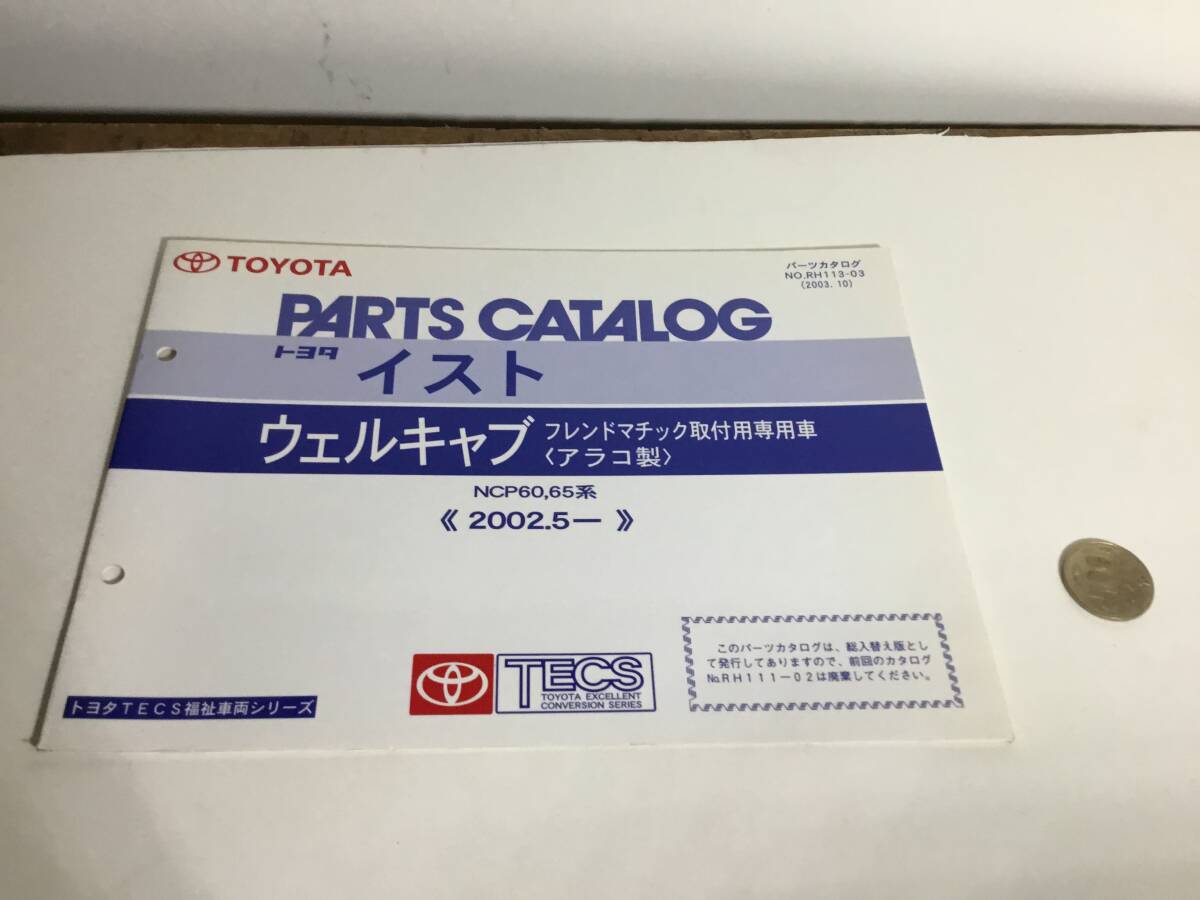 TOYOTA
パーツカタログ
NO.RH113-03
(2003. 10)
PARTS CATALOG
トヨタ イスト
ウェルキャブ フレンドマチック取付用専用車
〈アラコ製〉
NCP60,65系
《 2002.5ー 》
このパーツカタログは、総入替え版とし
て発行してありますので、前回のカタログ
No.RH111ー02は廃棄してください。
TECS
TOYOTA EXCELLENT
CONVERSION SERIES
トヨタTECS福祉車両シリーズ